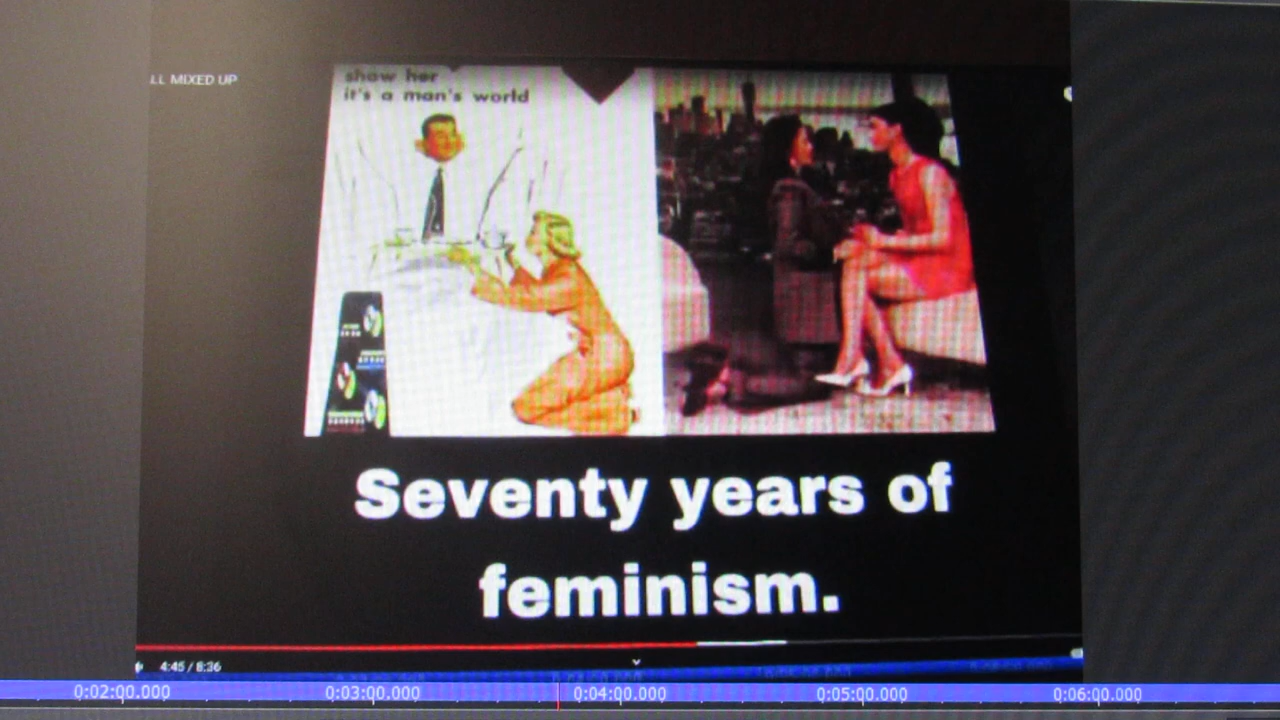 LL MIXED UP
show her
it's a man's world
Seventy years of
feminism.
4:45 / 8:36
0:02:00.000 0:03:00.000 0:04:00.000 0:05:00.000 0:06:00.000